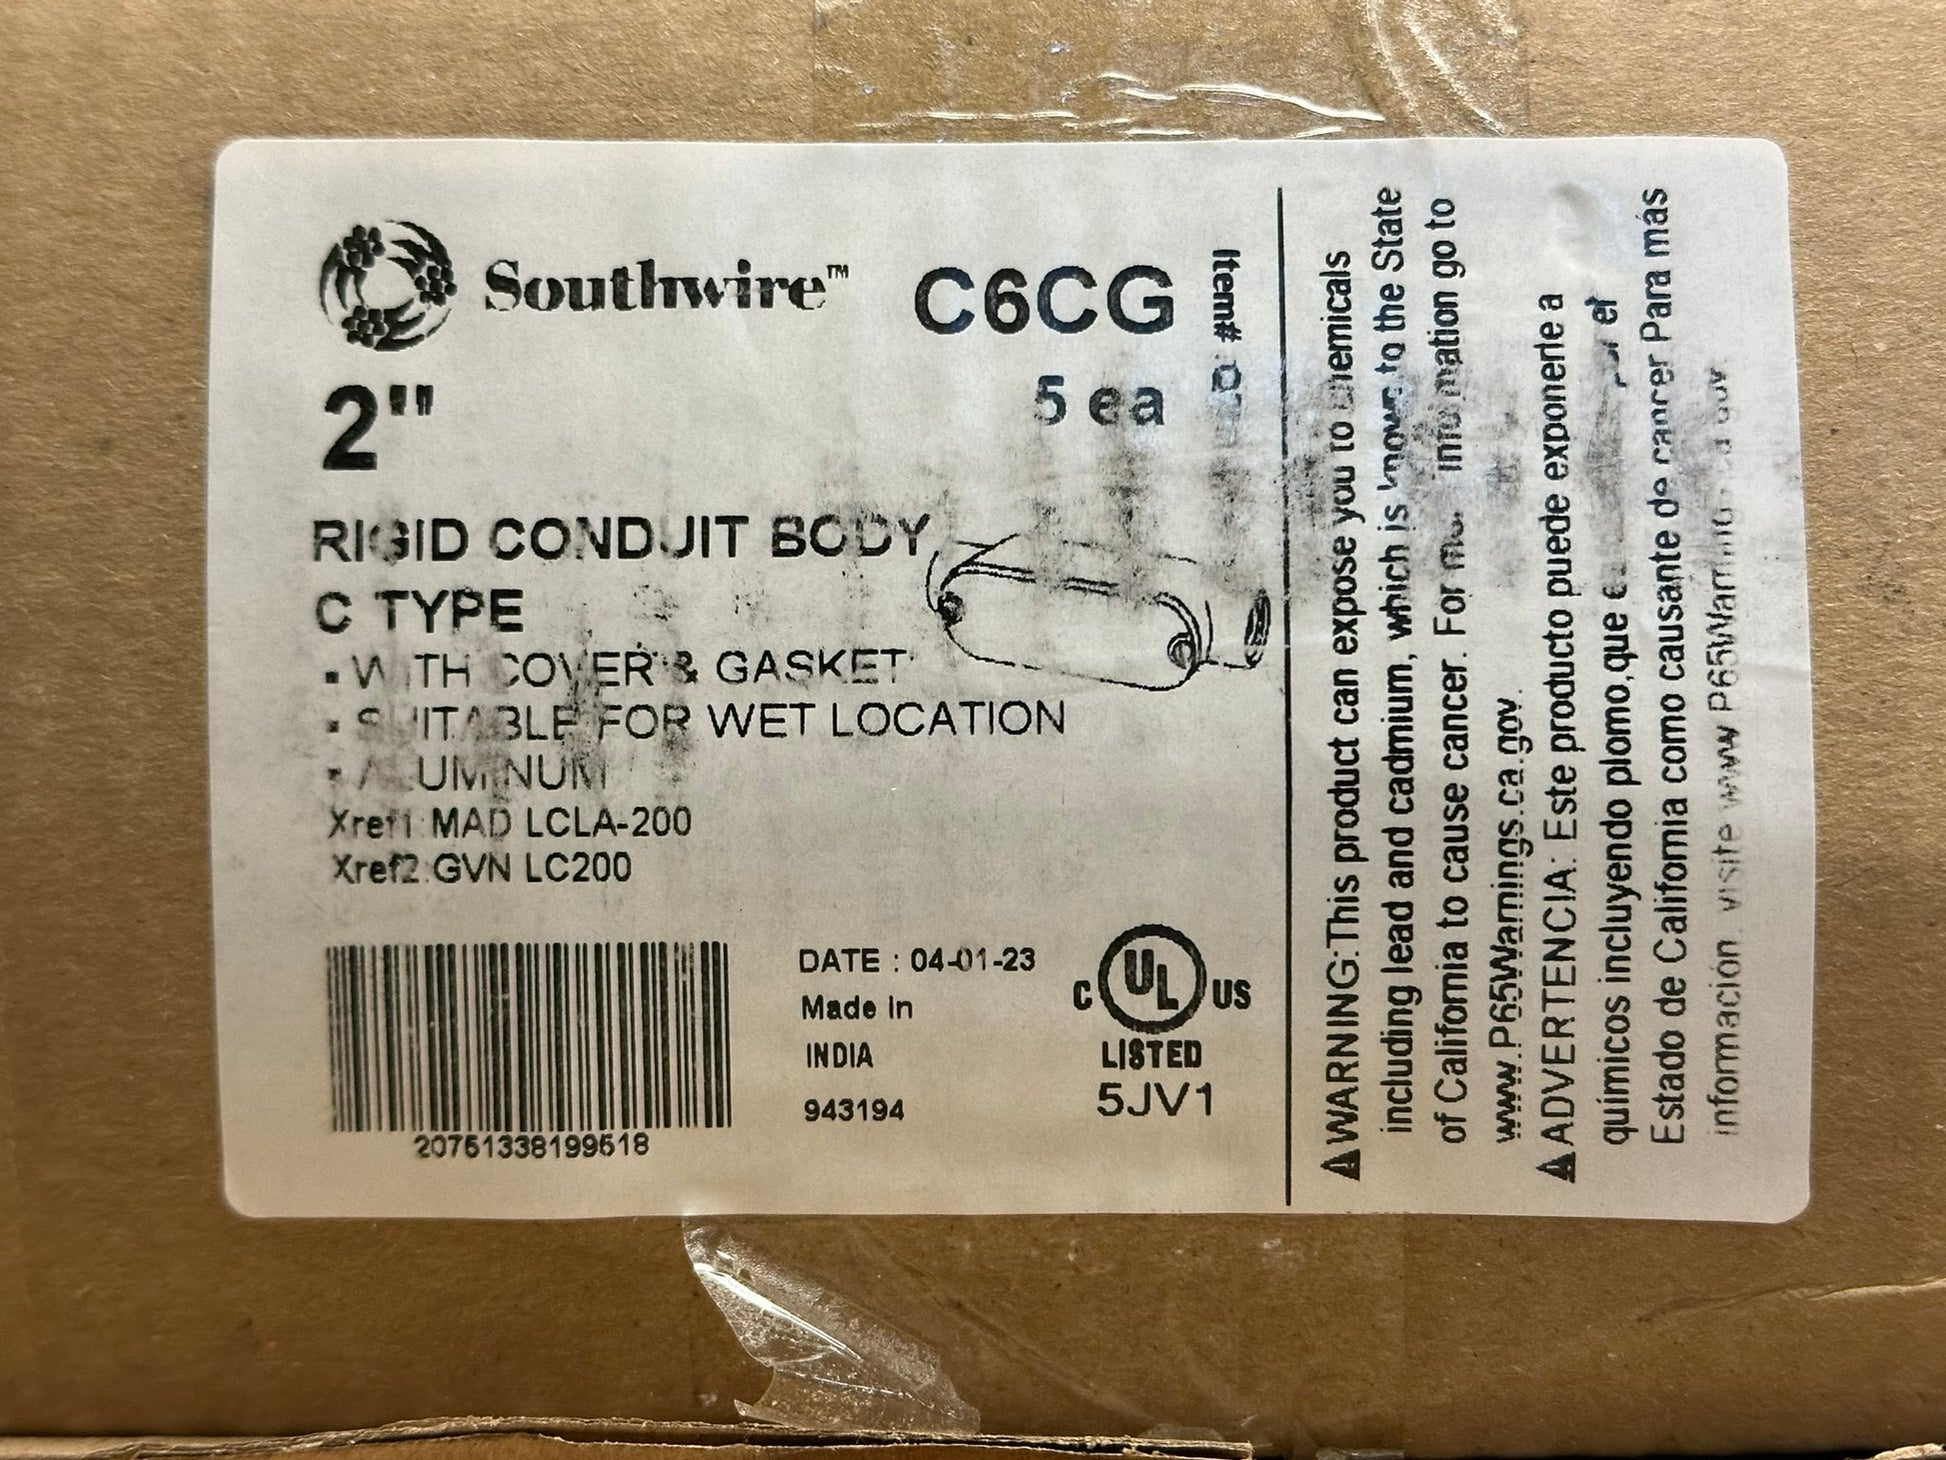 Southwire™
C6CG
Item#
2"
5 ea
RIGID CONDUIT BODY
C TYPE
▪ WITH COVER & GASKET
▪ SUITABLE FOR WET LOCATION
▪ ALUMINUM
Xref1:MAD LCLA-200
Xref2:GVN LC200
20751338199518
DATE : 04-01-23
Made In
INDIA
943194
C UL US
LISTED
5JV1
⚠WARNING:This product can expose you to chemicals
including lead and cadmium, which is known to the State
of California to cause cancer. For more information go to
www.P65Warnings.ca.gov.
⚠ADVERTENCIA: Este producto puede exponerle a
químicos incluyendo plomo,que por el
Estado de California como causante de cancer Para más
información. visite www.P65Warnings.ca.gov